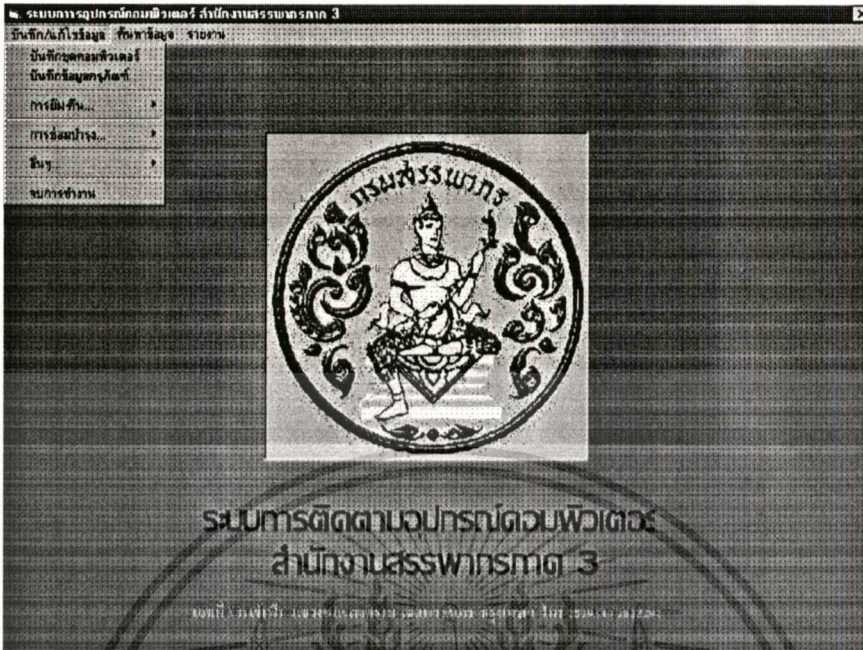 ระบบการอุปกรณ์คอมพิวเตอร์ สำนักงานสรรพากรภาค 3
บันทึก/แก้ไขข้อมูล ค้นหาข้อมูล รายงาน
บันทึกชุดคอมพิวเตอร์
บันทึกข้อมูลครุภัณฑ์
การยืม-คืน...
การซ่อมบำรุง...
อื่นๆ...
จบการทำงาน
กรมสรรพากร
ระบบการติดตามอุปกรณ์คอมพิวเตอร์
สำนักงานสรรพากรภาค 3